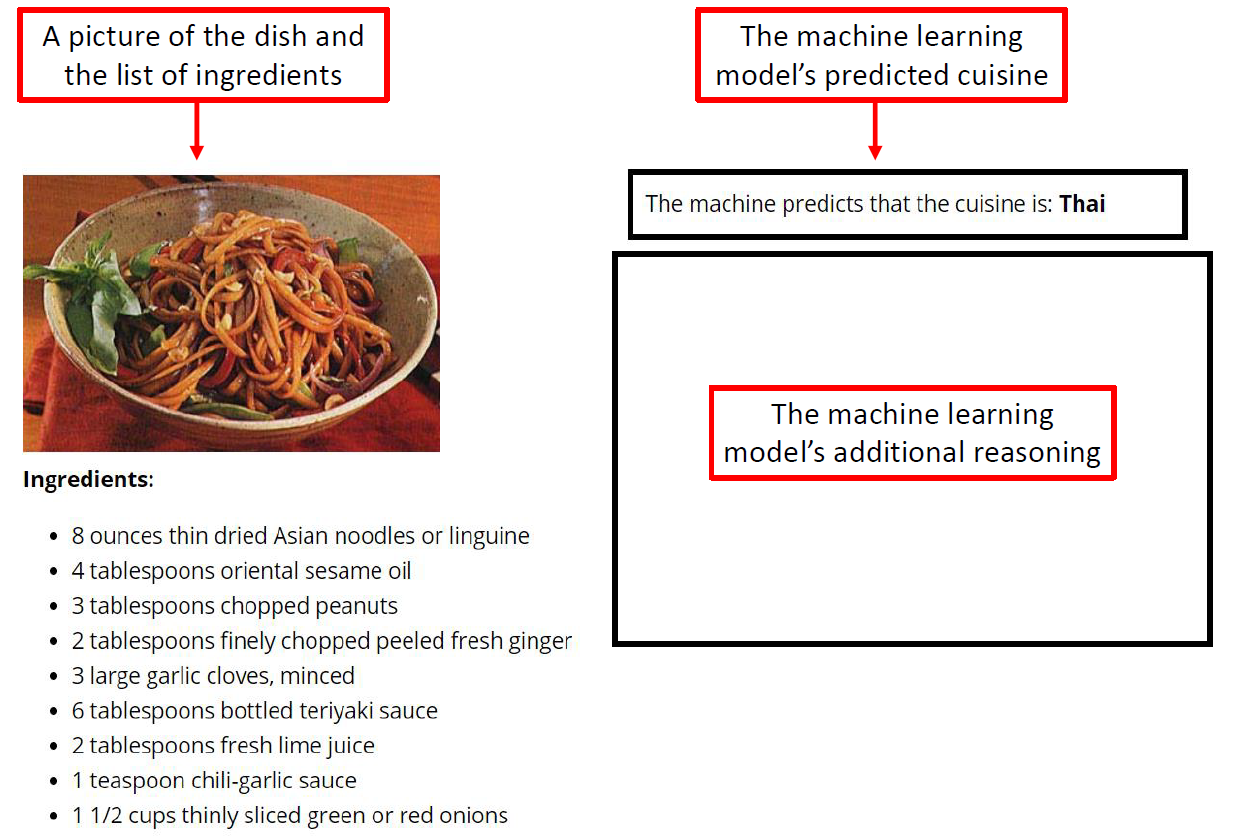 A picture of the dish and
the list of ingredients
The machine learning
model’s predicted cuisine
The machine predicts that the cuisine is: Thai
The machine learning
model’s additional reasoning
Ingredients:
• 8 ounces thin dried Asian noodles or linguine
• 4 tablespoons oriental sesame oil
• 3 tablespoons chopped peanuts
• 2 tablespoons finely chopped peeled fresh ginger
• 3 large garlic cloves, minced
• 6 tablespoons bottled teriyaki sauce
• 2 tablespoons fresh lime juice
• 1 teaspoon chili-garlic sauce
• 1 1/2 cups thinly sliced green or red onions